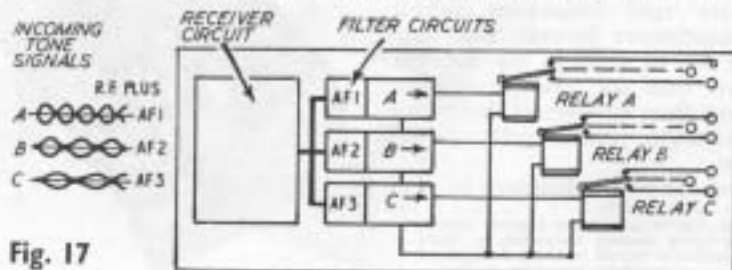 INCOMING
TONE
SIGNALS
R.F. PLUS
A AF1
B AF2
C AF3
RECEIVER
CIRCUIT
FILTER CIRCUITS
AF1 A
AF2 B
AF3 C
RELAY A
RELAY B
RELAY C
Fig. 17